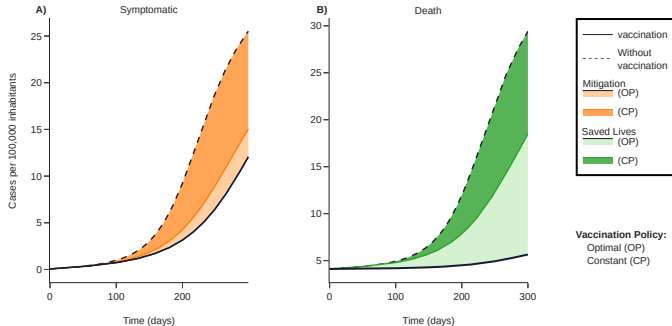 A) Symptomatic
Cases per 100,000 inhabitants
25
20
15
10
5
0
0 100 200
Time (days)
B) Death
30
25
20
15
10
5
0 100 200 300
Time (days)
vaccination
Without
vaccination
Mitigation
(OP)
(CP)
Saved Lives
(OP)
(CP)
Vaccination Policy:
Optimal (OP)
Constant (CP)